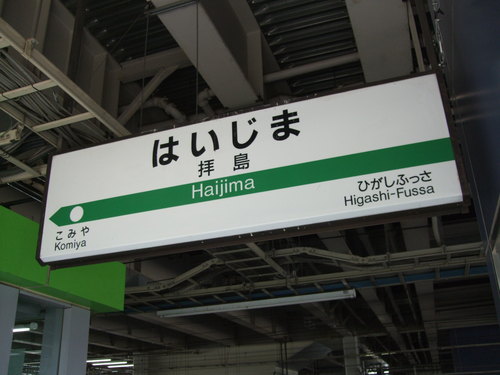 はいじま
拝島
Haijima
こみや
Komiya
ひがしふっさ
Higashi-Fussa